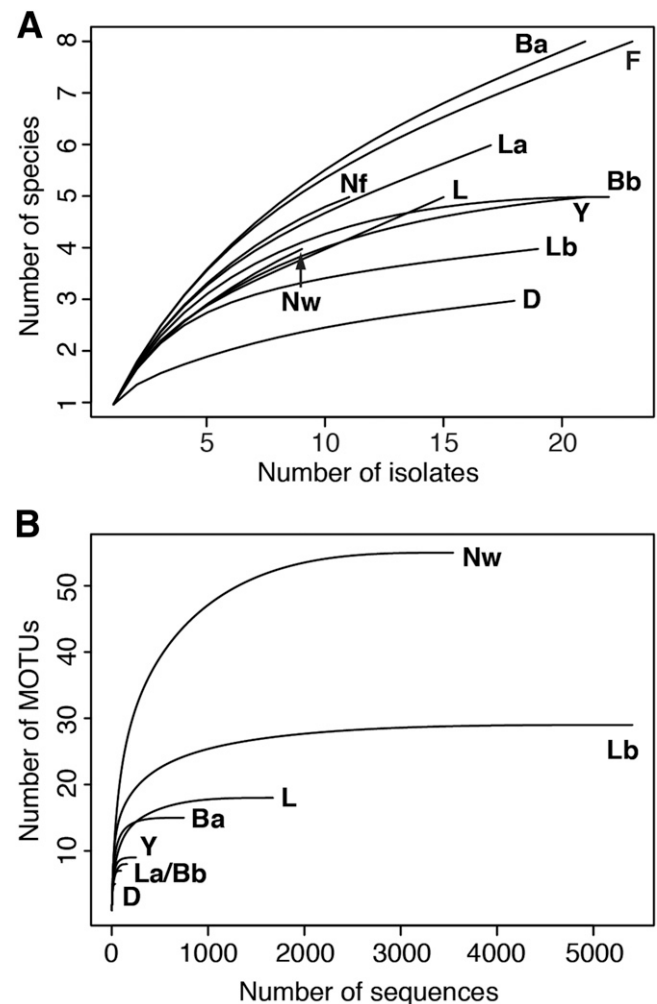 A
8
7
6
5
4
3
2
1
Number of species
Ba
F
La
Nf
L
Bb
Y
Lb
Nw
D
5 10 15 20
Number of isolates
B
50
40
30
20
10
Number of MOTUs
Nw
Lb
L
Ba
Y
La/Bb
D
0 1000 2000 3000 4000 5000
Number of sequences